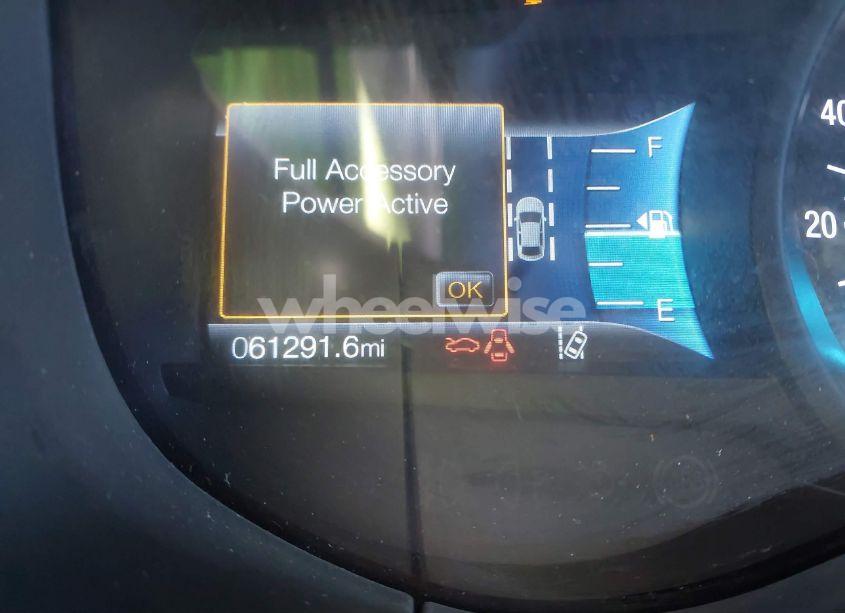 Full Accessory
Power Active
OK
F
E
40
20
wheelwise
061291.6mi